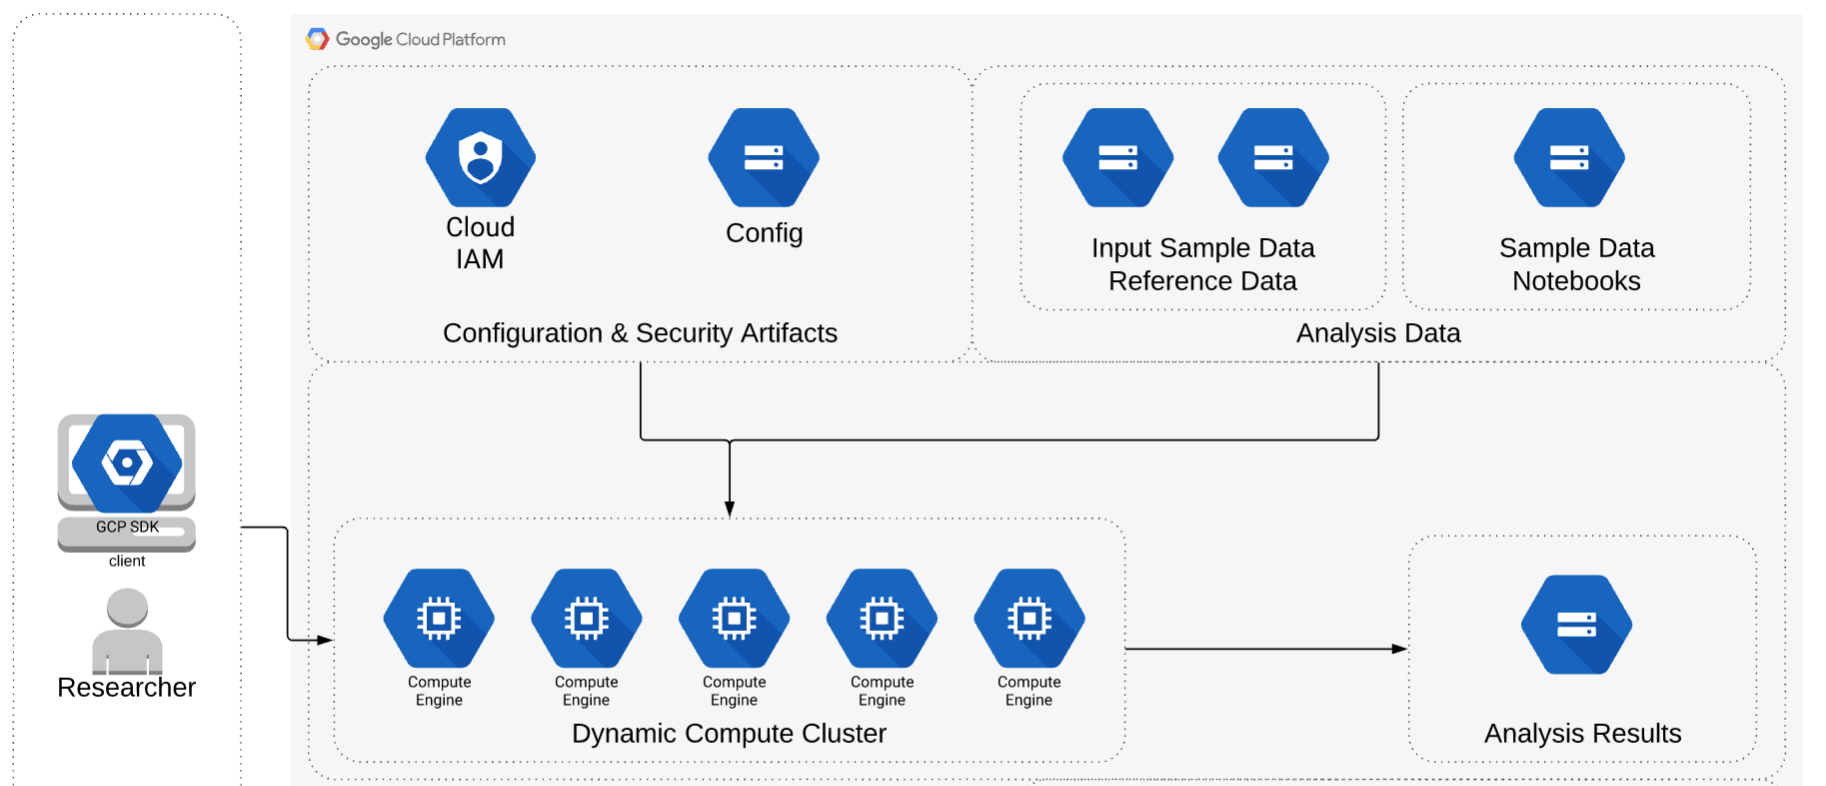 Google Cloud Platform
Cloud
IAM
Config
Input Sample Data
Reference Data
Sample Data
Notebooks
Configuration & Security Artifacts
Analysis Data
GCP SDK
client
Researcher
Compute
Engine
Compute
Engine
Compute
Engine
Compute
Engine
Compute
Engine
Dynamic Compute Cluster
Analysis Results